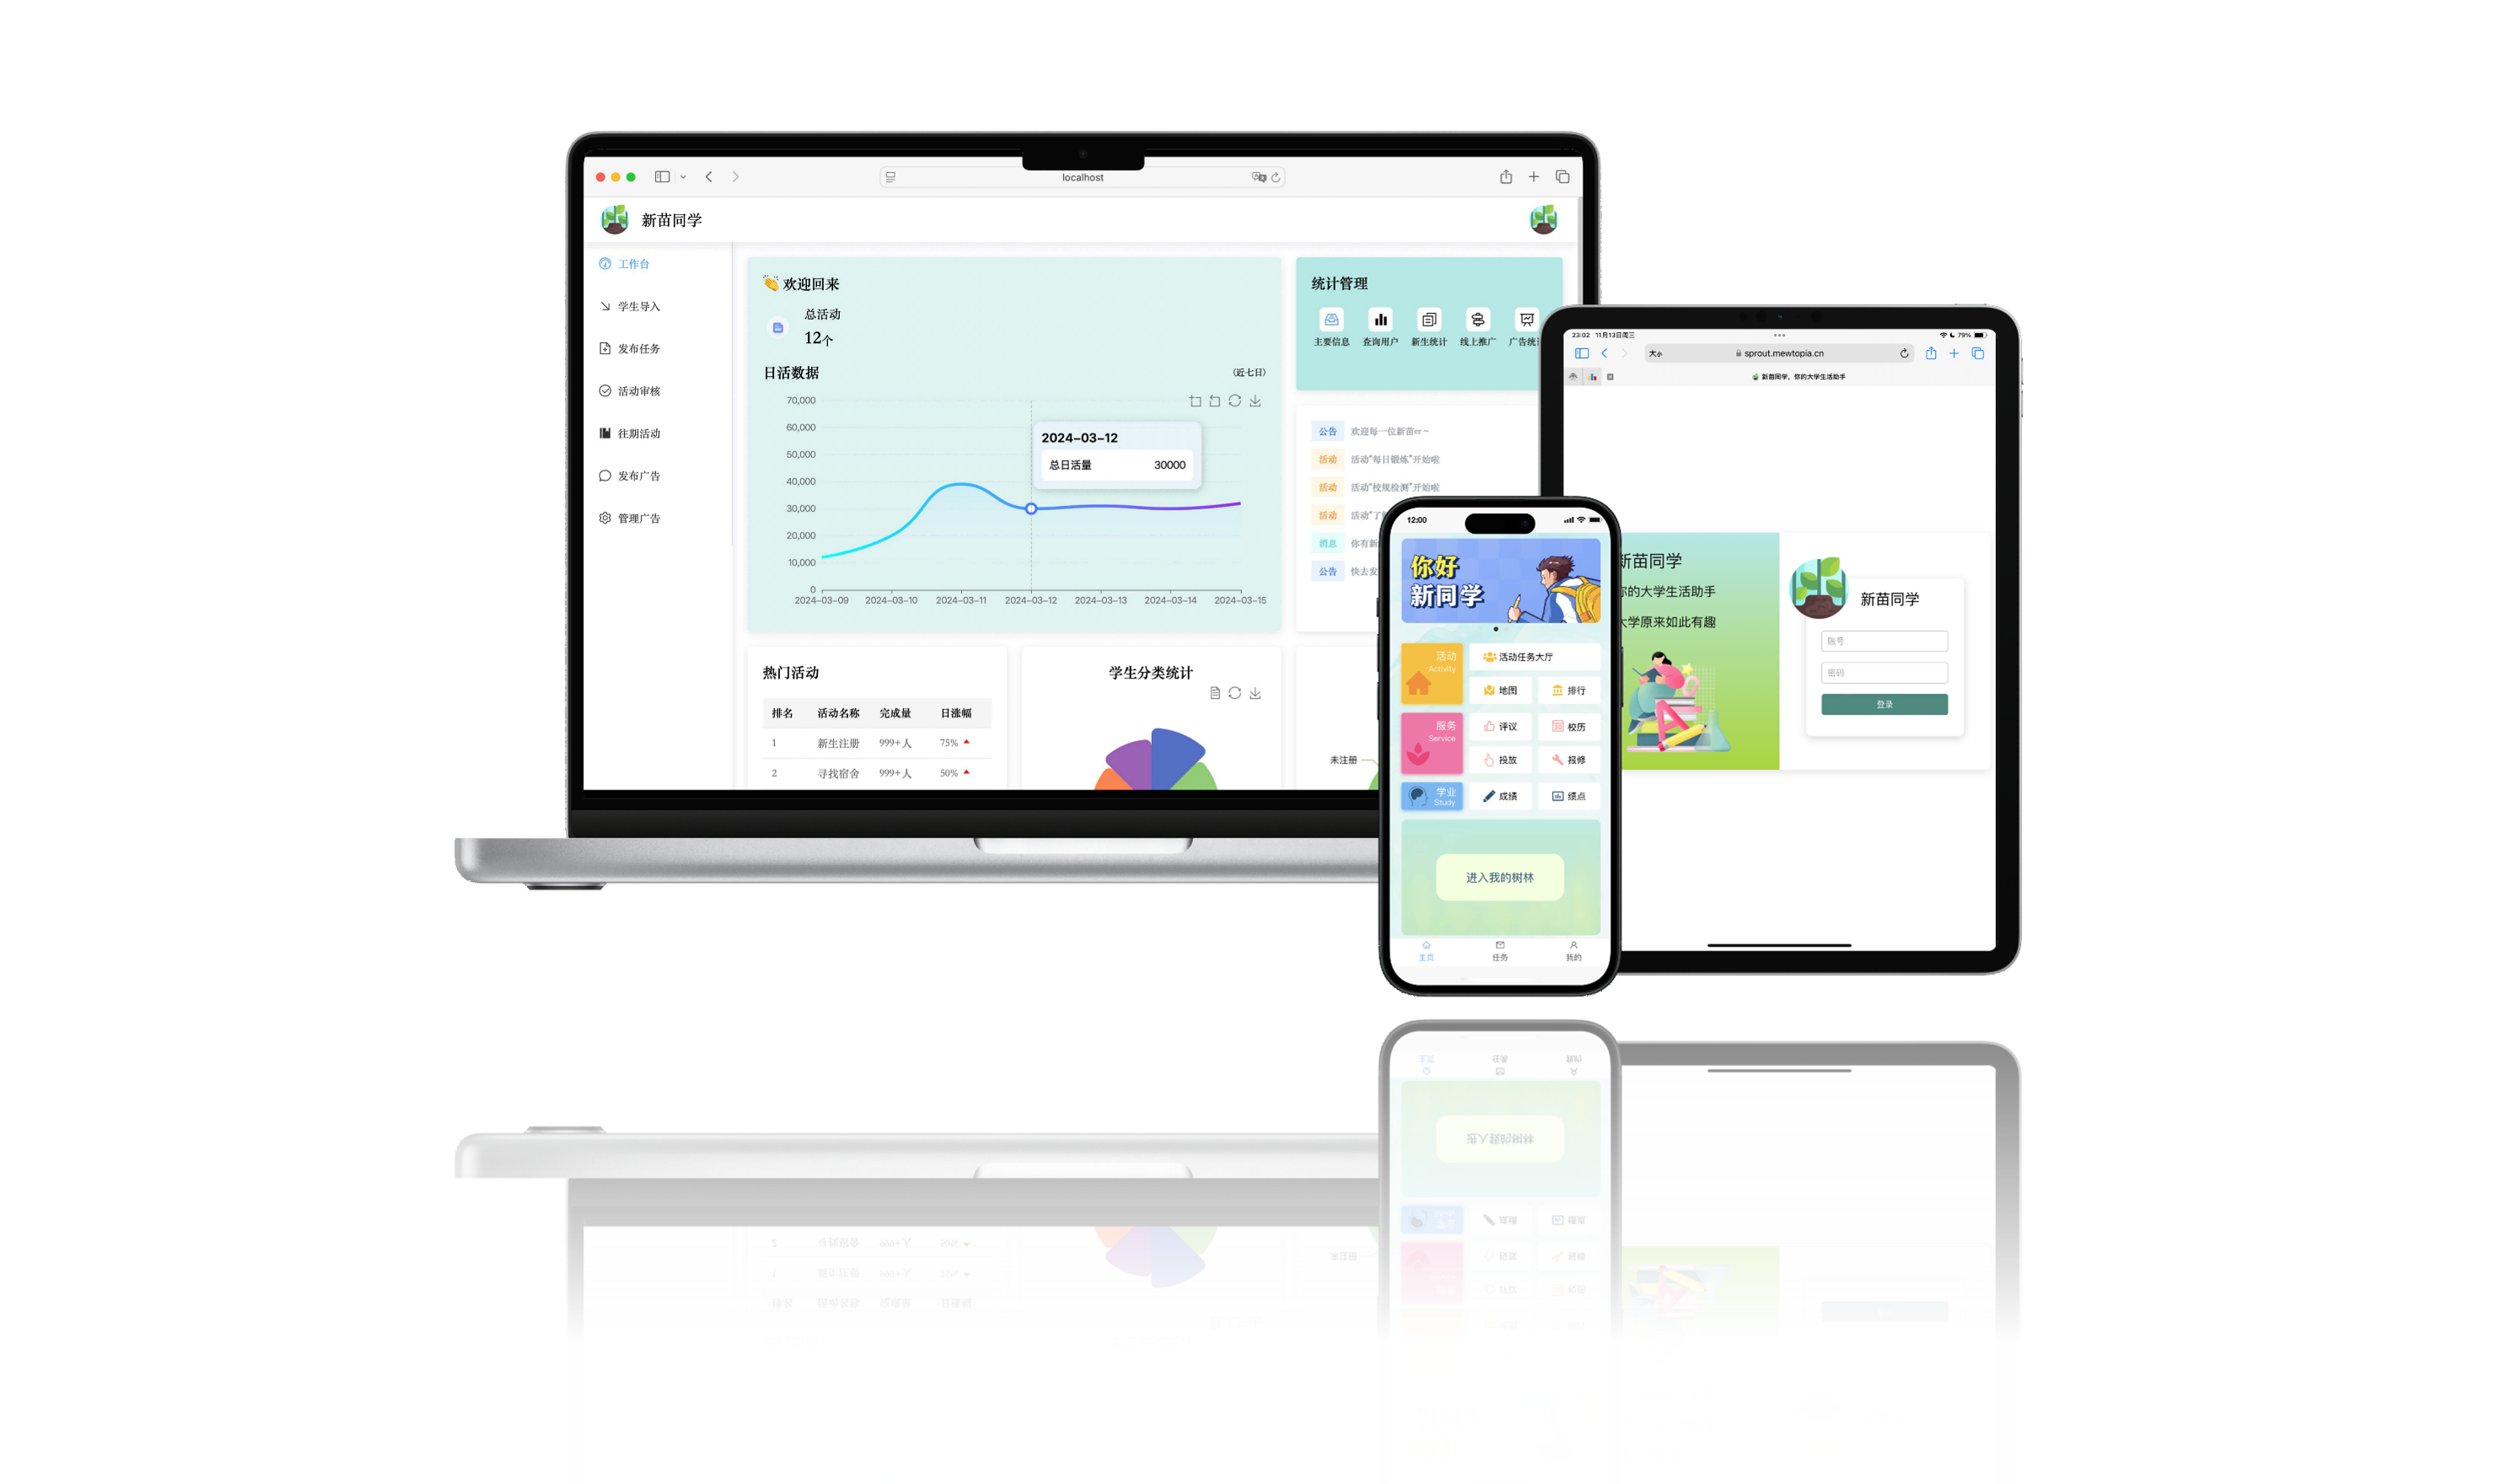 localhost
新苗同学
工作台
学生导入
发布任务
活动审核
往期活动
发布广告
管理广告
欢迎回来
总活动
12个
日活数据
(近七日)
70,000
60,000
50,000
40,000
30,000
20,000
10,000
0
2024-03-12
总日活量 30000
2024-03-09 2024-03-10 2024-03-11 2024-03-12 2024-03-13 2024-03-14 2024-03-15
统计管理
主要信息 查询用户 新生统计 线上推广 广告统
公告 欢迎每一位新苗er~
活动 活动"每日锻炼"开始啦
活动 活动"校规检测"开始啦
活动 活动"了
消息 你有新
公告 快去发
热门活动
排名 活动名称 完成量 日涨幅
1 新生注册 999+人 75%
2 寻找宿舍 999+人 50%
学生分类统计
未注册
12:00
你好
新同学
活动
Activity
活动任务大厅
地图 排行
服务
Service
评议 校历
投放 报修
学业
Study
成绩 绩点
进入我的树林
主页 任务 我的
23:02 11月13日周三
79%
大小
sprout.mewtopia.cn
新苗同学，你的大学生活助手
新苗同学
你的大学生活助手
大学原来如此有趣
新苗同学
账号
密码
登录